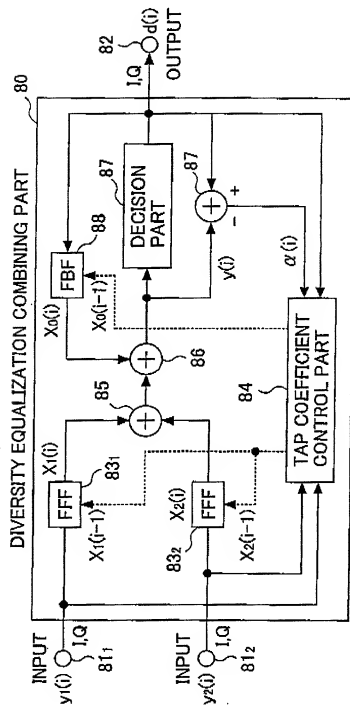 DIVERSITY EQUALIZATION COMBINING PART
80
INPUT
y1(i)
I,Q
81₁
INPUT
y2(i)
I,Q
81₂
FFF
83₁
X1(i)
X1(i-1)
FFF
83₂
X2(i)
X2(i-1)
85
86
FBF
88
X0(i)
X0(i-1)
DECISION
PART
87
87
+
−
y(i)
α(i)
TAP COEFFICIENT
CONTROL PART
84
I,Q
82
d(i)
OUTPUT